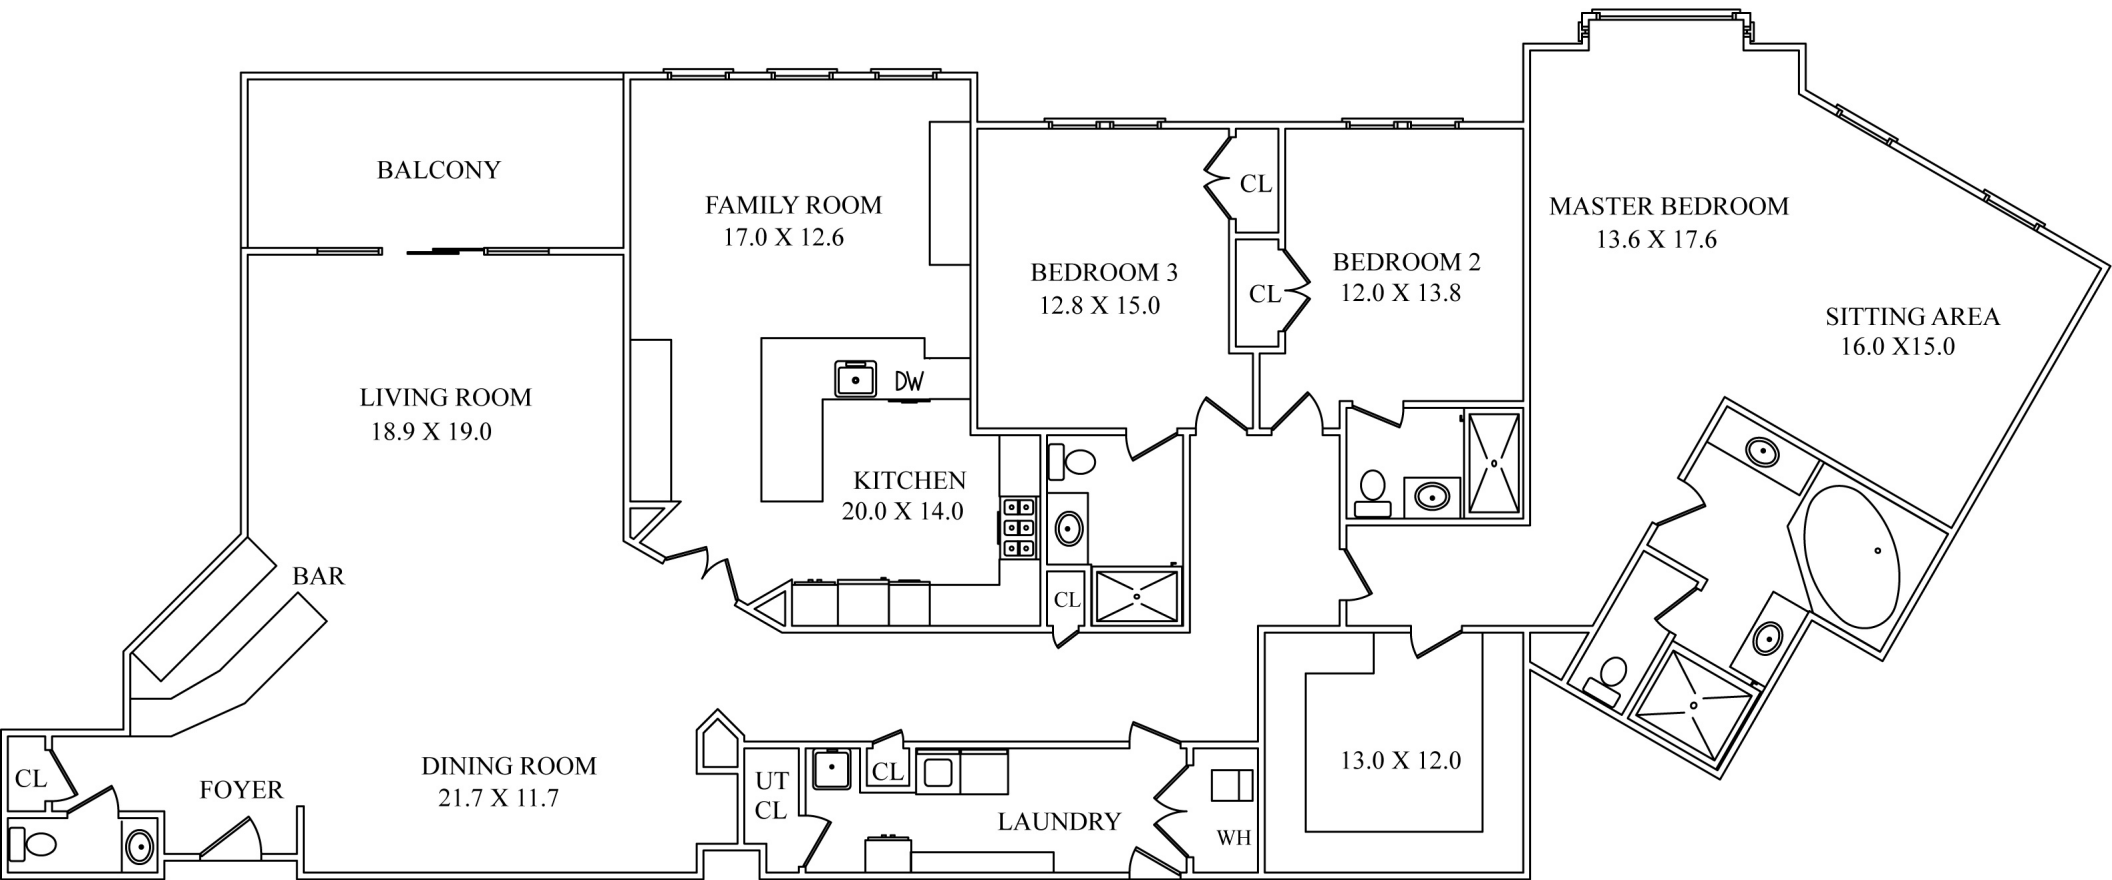 BALCONY
FAMILY ROOM
17.0 X 12.6
CL
BEDROOM 3
12.8 X 15.0
CL
BEDROOM 2
12.0 X 13.8
MASTER BEDROOM
13.6 X 17.6
SITTING AREA
16.0 X15.0
LIVING ROOM
18.9 X 19.0
DW
KITCHEN
20.0 X 14.0
BAR
CL
CL
FOYER
DINING ROOM
21.7 X 11.7
UT
CL
CL
LAUNDRY
WH
13.0 X 12.0